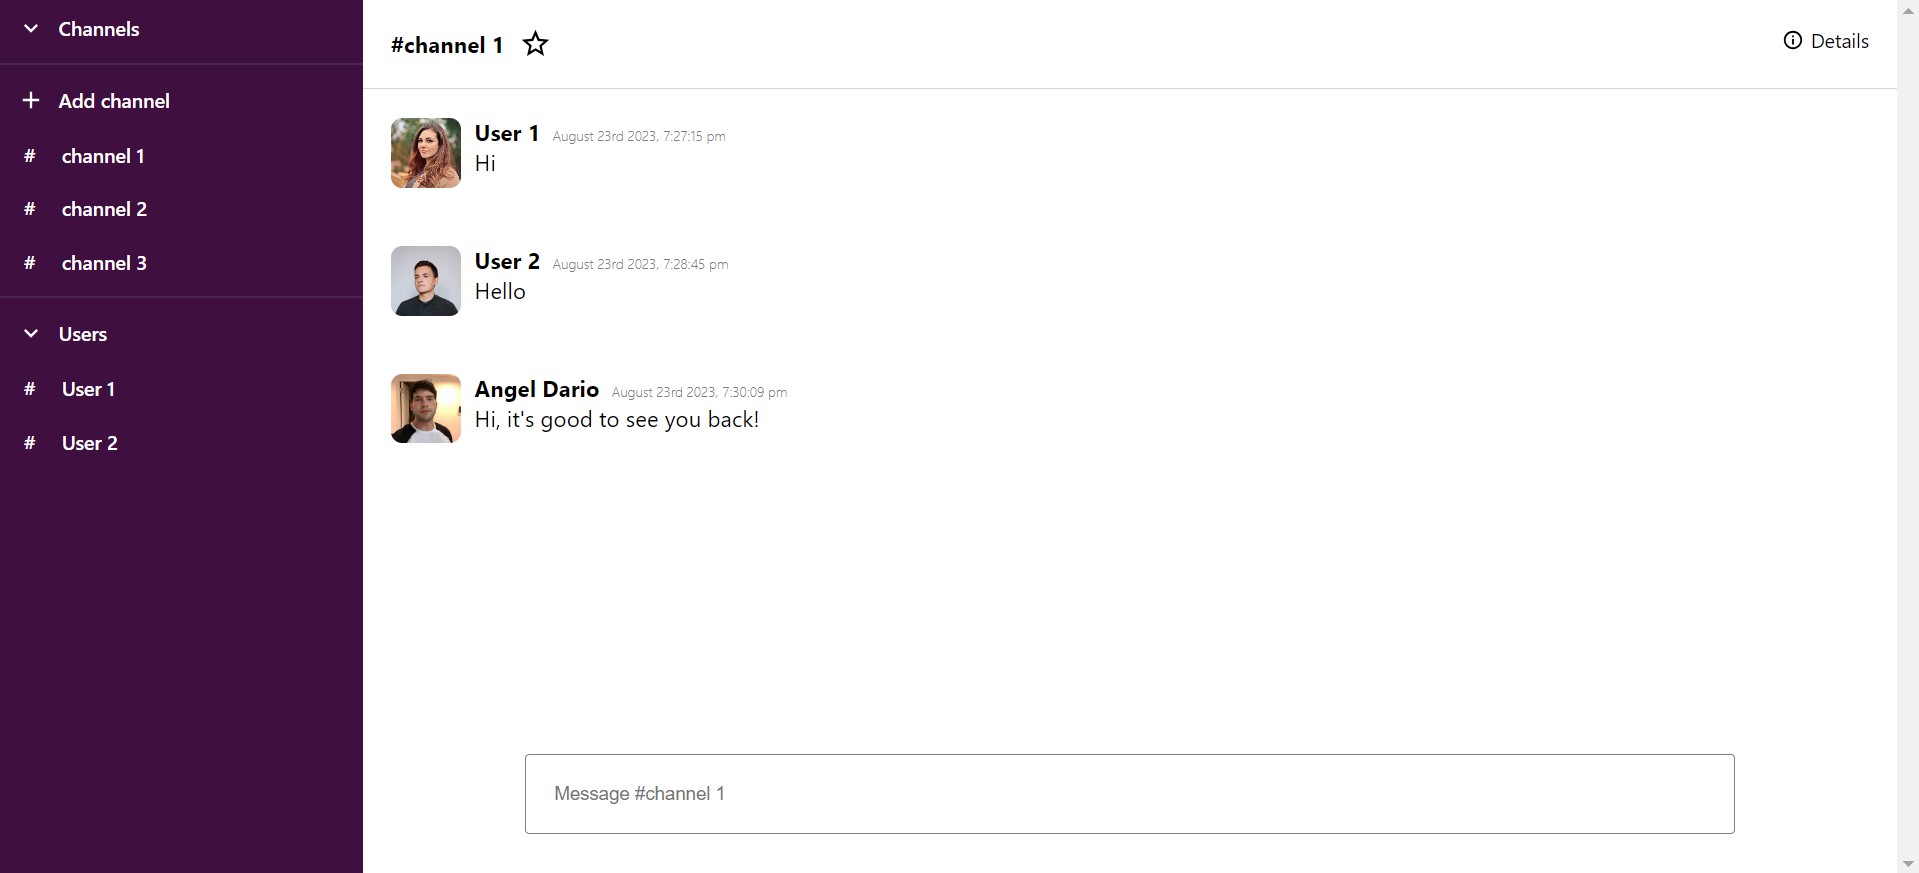 Channels
Add channel
# channel 1
# channel 2
# channel 3
Users
# User 1
# User 2
#channel 1
Details
User 1 August 23rd 2023, 7:27:15 pm
Hi
User 2 August 23rd 2023, 7:28:45 pm
Hello
Angel Dario August 23rd 2023, 7:30:09 pm
Hi, it's good to see you back!
Message #channel 1